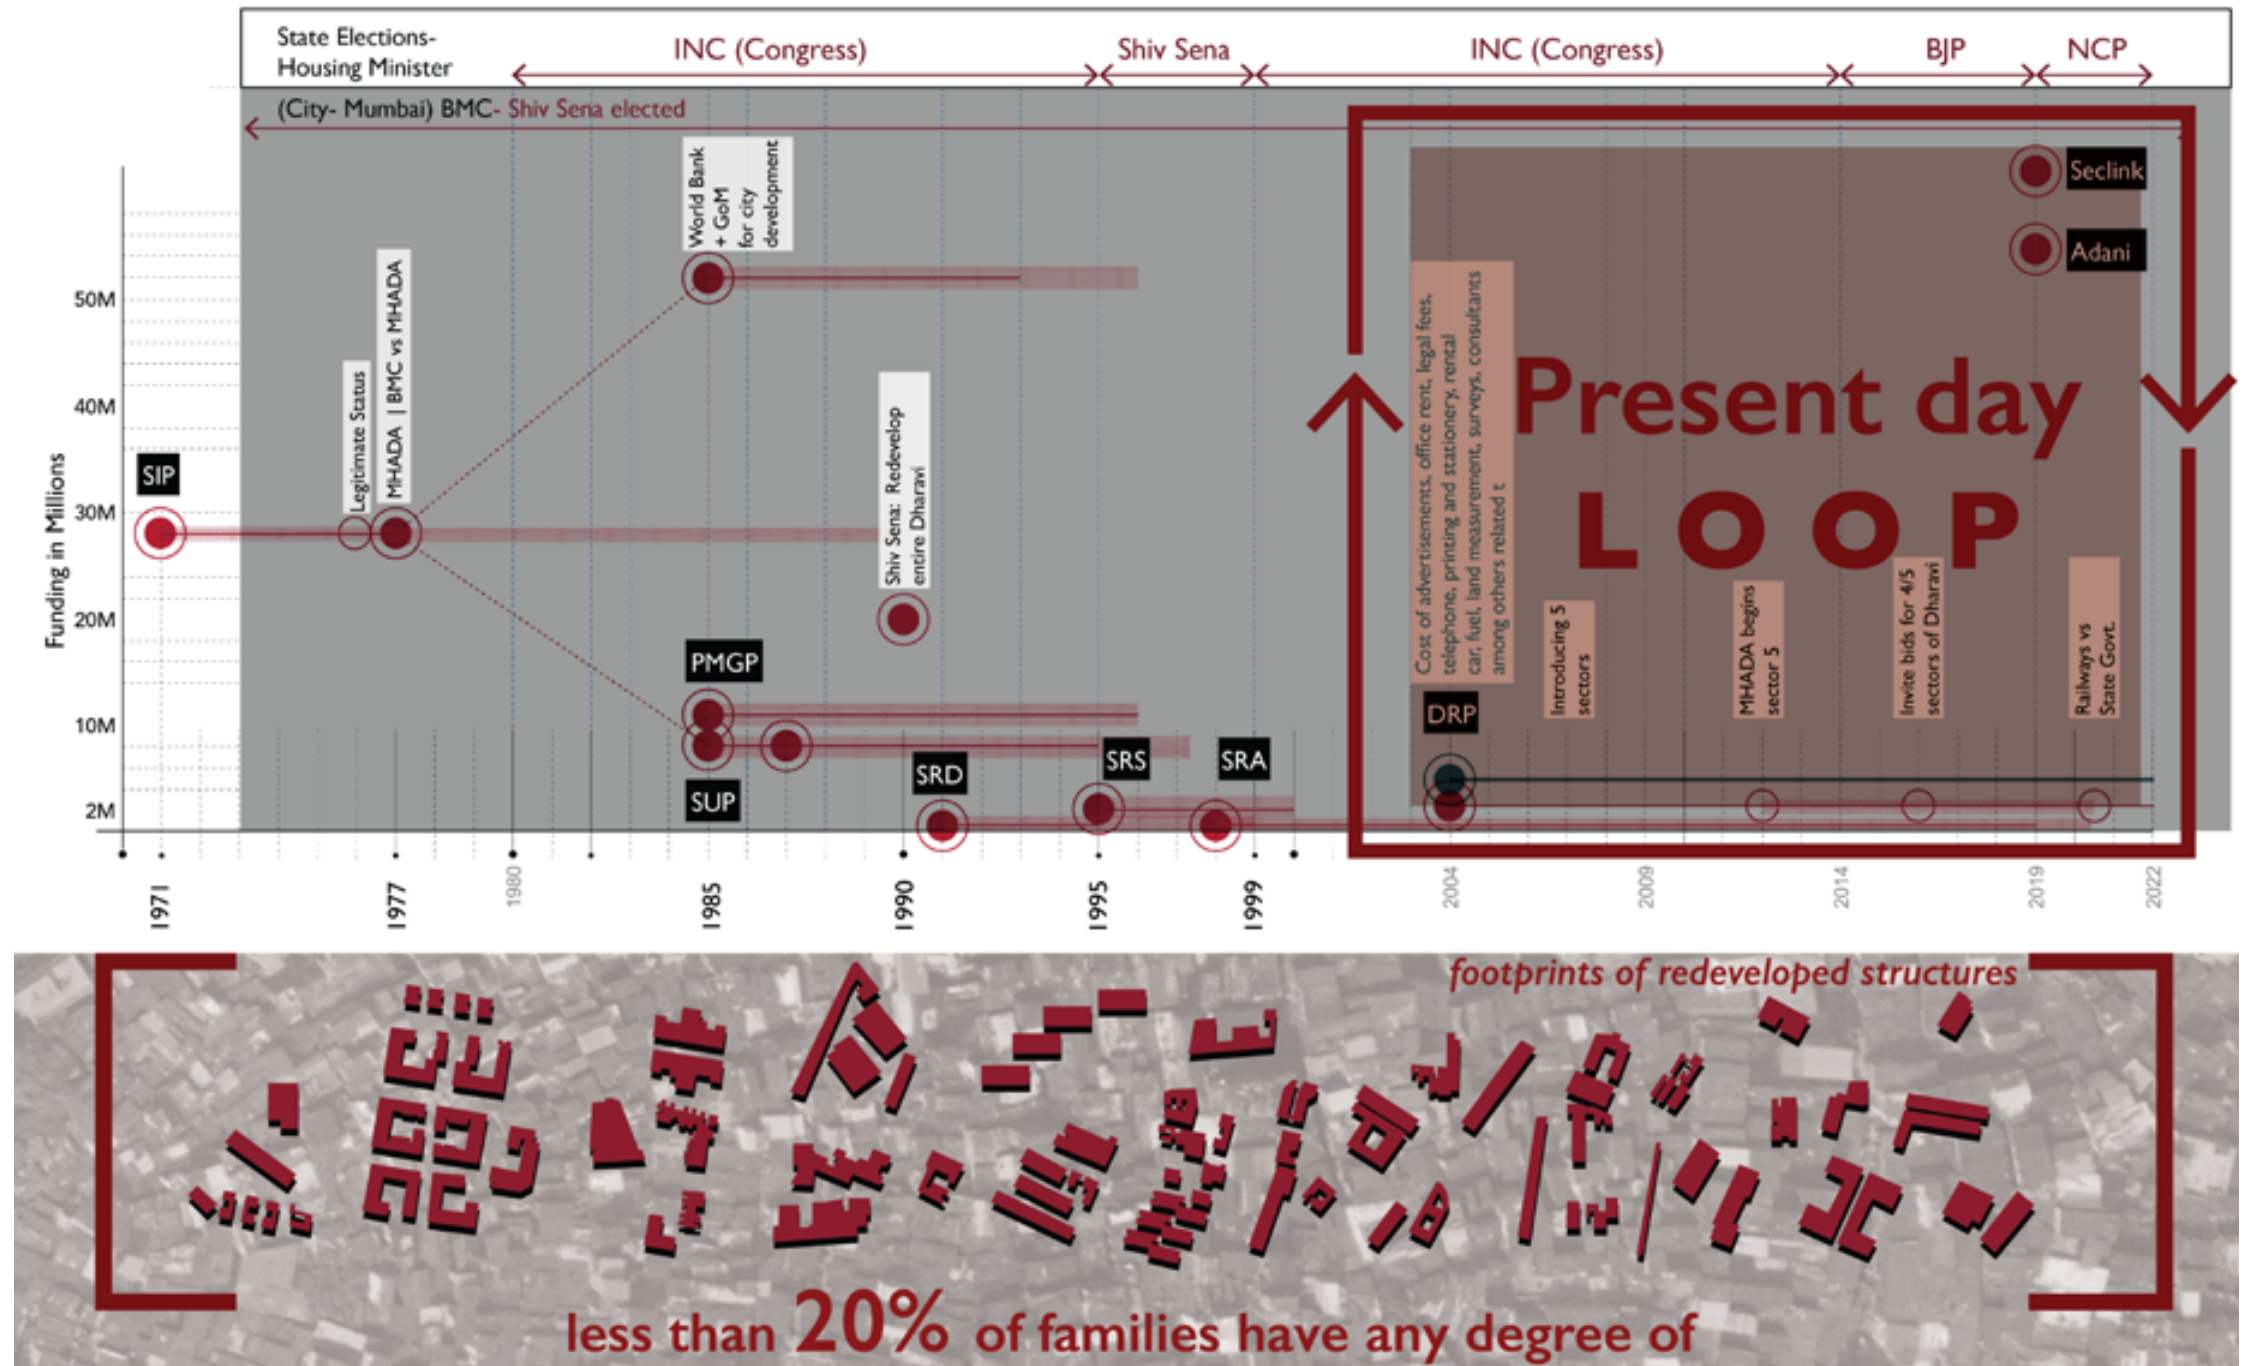 State Elections-
Housing Minister
INC (Congress)
Shiv Sena
INC (Congress)
BJP
NCP
(City- Mumbai) BMC- Shiv Sena elected
World Bank
+ GoM
for city
development
Seclink
Adani
Legitimate Status
MHADA | BMC vs MHADA
Shiv Sena: Redevelop
entire Dharavi
Cost of advertisements, office rent, legal fees,
telephone, printing and stationery, rental
car, fuel, land measurement, surveys, consultants
among others related t
Present day
LOOP
Funding in Millions
50M
40M
30M
20M
10M
2M
SIP
PMGP
SUP
SRD
SRS
SRA
DRP
Introducing 5
sectors
MHADA begins
sector 5
Invite bids for 4/5
sectors of Dharavi
Railways vs
State Govt.
1971
1977
1980
1985
1990
1995
1999
2004
2009
2014
2019
2022
footprints of redeveloped structures
less than 20% of families have any degree of